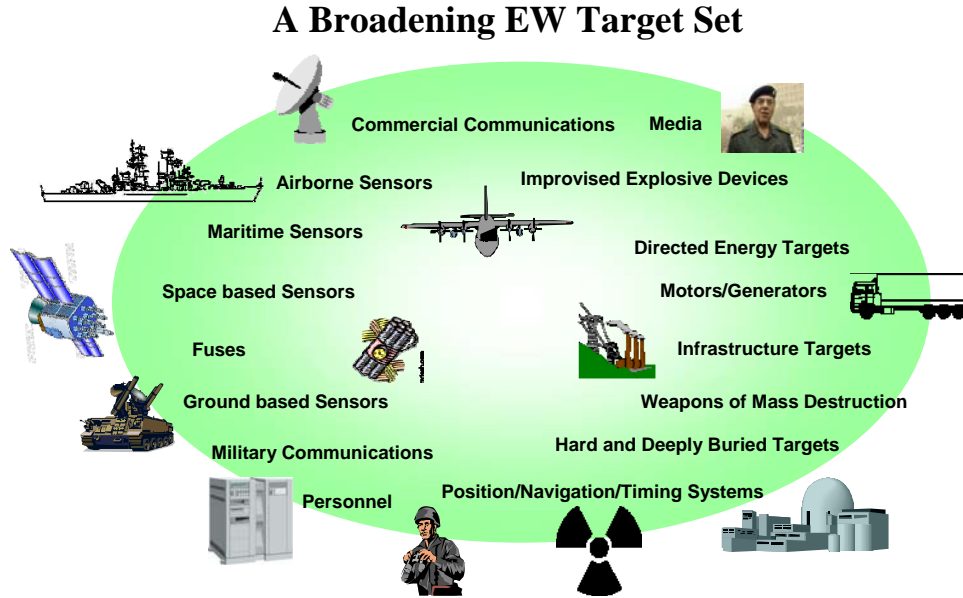 A Broadening EW Target Set
Commercial Communications
Media
Airborne Sensors
Improvised Explosive Devices
Maritime Sensors
Directed Energy Targets
Space based Sensors
Motors/Generators
Fuses
Infrastructure Targets
Ground based Sensors
Weapons of Mass Destruction
Military Communications
Hard and Deeply Buried Targets
Personnel
Position/Navigation/Timing Systems